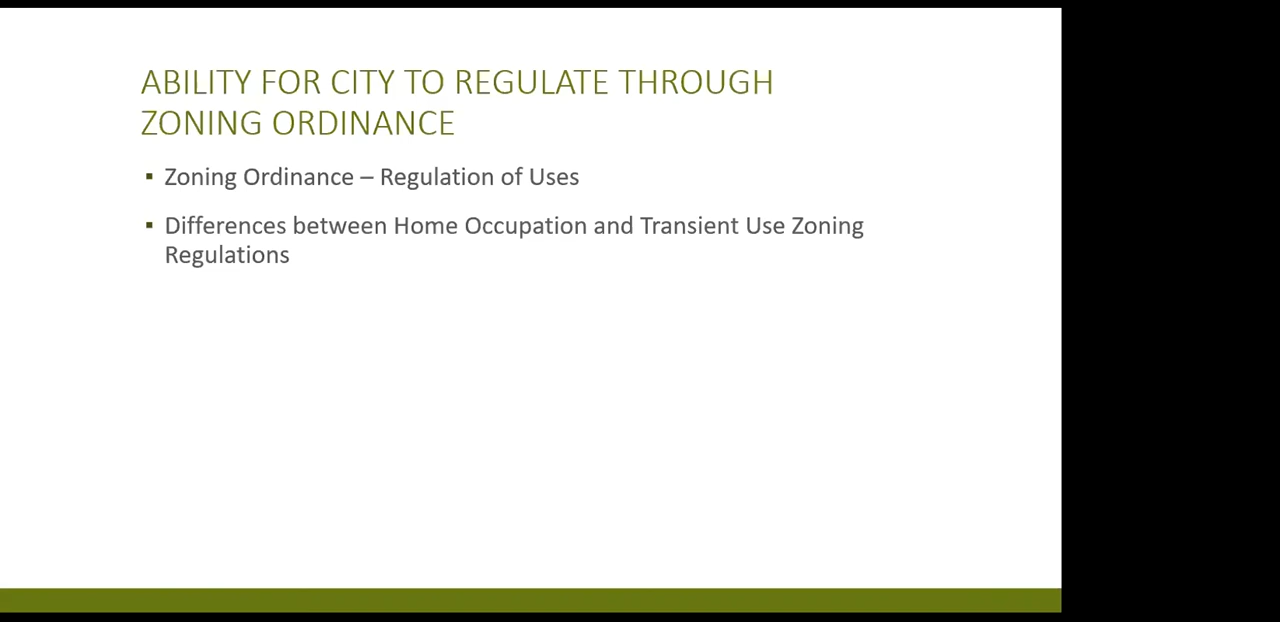 ABILITY FOR CITY TO REGULATE THROUGH
ZONING ORDINANCE
▪ Zoning Ordinance – Regulation of Uses
▪ Differences between Home Occupation and Transient Use Zoning
Regulations